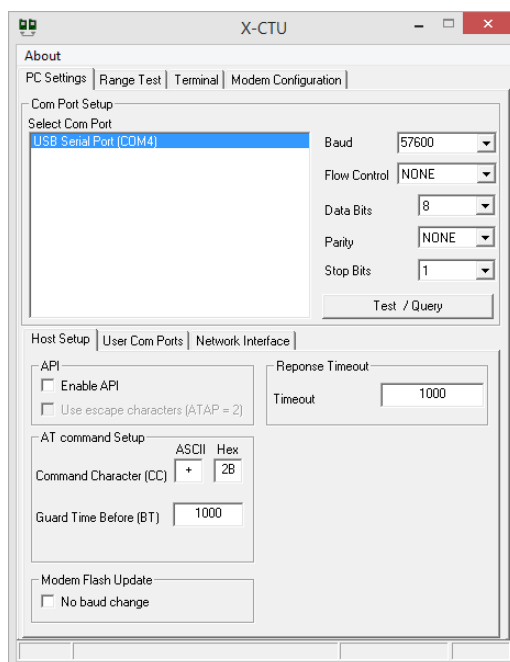 X-CTU
About
PC Settings Range Test Terminal Modem Configuration
Com Port Setup
Select Com Port
USB Serial Port (COM4)
Baud 57600
Flow Control NONE
Data Bits 8
Parity NONE
Stop Bits 1
Test / Query
Host Setup User Com Ports Network Interface
API
Enable API
Use escape characters (ATAP = 2)
Reponse Timeout
Timeout 1000
AT command Setup
ASCII Hex
Command Character (CC) + 2B
Guard Time Before (BT) 1000
Modem Flash Update
No baud change